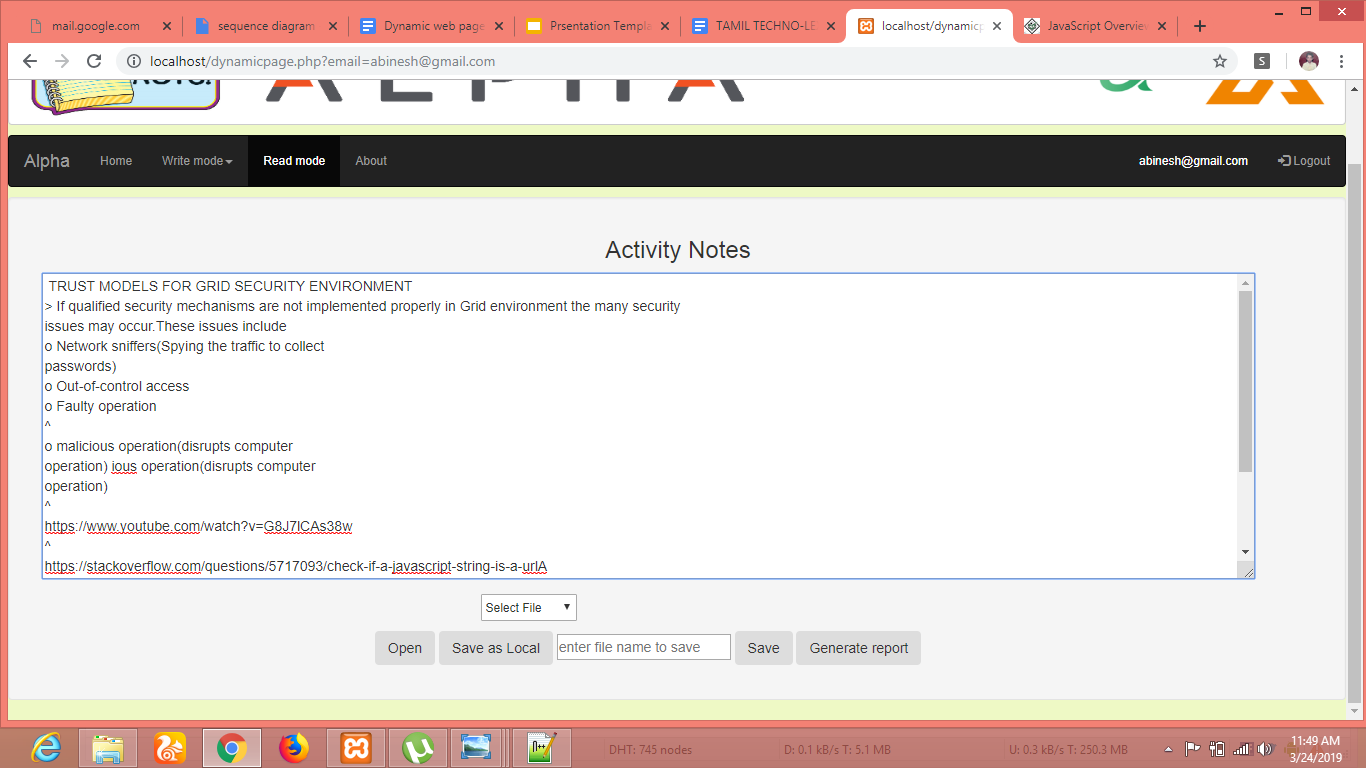 mail.google.com
sequence diagram
Dynamic web page
Prsentation Templa
TAMIL TECHNO-LE
localhost/dynamicp
JavaScript Overvie
localhost/dynamicpage.php?email=abinesh@gmail.com
S
ALPHA
Alpha Home Write mode Read mode About abinesh@gmail.com Logout
Activity Notes
TRUST MODELS FOR GRID SECURITY ENVIRONMENT
> If qualified security mechanisms are not implemented properly in Grid environment the many security
issues may occur.These issues include
o Network sniffers(Spying the traffic to collect
passwords)
o Out-of-control access
o Faulty operation
^
o malicious operation(disrupts computer
operation) ious operation(disrupts computer
operation)
^
https://www.youtube.com/watch?v=G8J7lCAs38w
^
https://stackoverflow.com/questions/5717093/check-if-a-javascript-string-is-a-urlA
Select File
Open Save as Local enter file name to save Save Generate report
DHT: 745 nodes D: 0.1 kB/s T: 5.1 MB U: 0.3 kB/s T: 250.3 MB
11:49 AM
3/24/2019